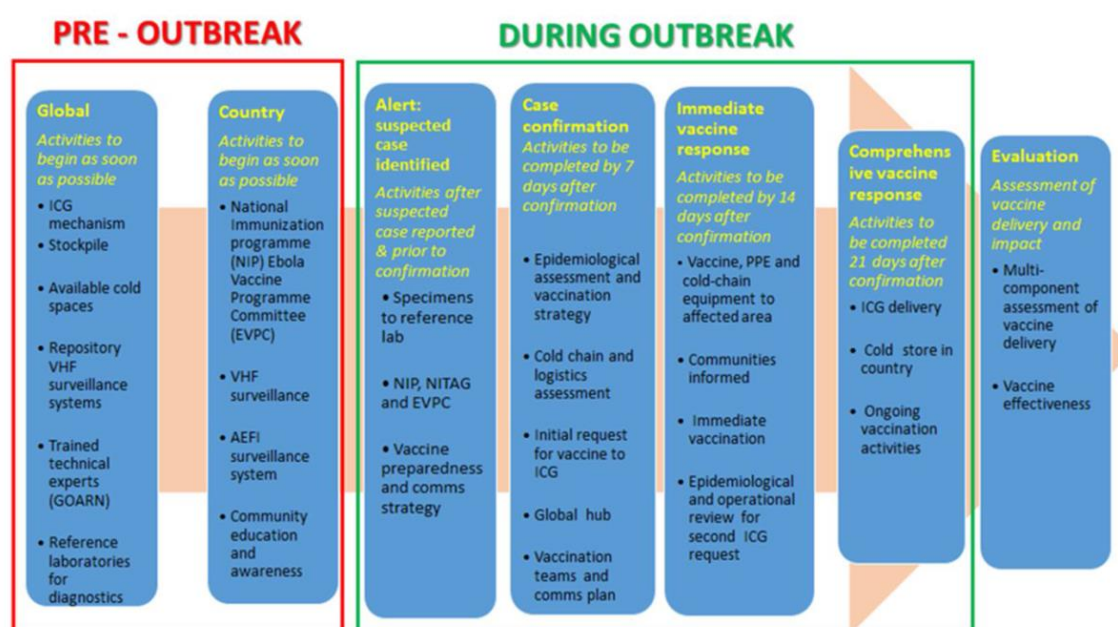 PRE - OUTBREAK
DURING OUTBREAK
Global
Activities to
begin as soon
as possible
• ICG
mechanism
• Stockpile
• Available cold
spaces
• Repository
VHF
surveillance
systems
• Trained
technical
experts
(GOARN)
• Reference
laboratories
for
diagnostics
Country
Activities to
begin as soon
as possible
• National
Immunization
programme
(NIP) Ebola
Vaccine
Programme
Committee
(EVPC)
• VHF
surveillance
• AEFI
surveillance
system
• Community
education
and
awareness
Alert:
suspected
case
identified
Activities after
suspected
case reported
& prior to
confirmation
• Specimens
to reference
lab
• NIP, NITAG
and EVPC
• Vaccine
preparedness
and comms
strategy
Case
confirmation
Activities to be
completed by 7
days after
confirmation
• Epidemiological
assessment and
vaccination
strategy
• Cold chain and
logistics
assessment
• Initial request
for vaccine to
ICG
• Global hub
• Vaccination
teams and
comms plan
Immediate
vaccine
response
Activities to be
completed by 14
days after
confirmation
• Vaccine, PPE and
cold-chain
equipment to
affected area
• Communities
informed
• Immediate
vaccination
• Epidemiological
and operational
review for
second ICG
request
Comprehens
ive vaccine
response
Activities to
be completed
21 days after
confirmation
• ICG delivery
• Cold store in
country
• Ongoing
vaccination
activities
Evaluation
Assessment of
vaccine
delivery and
impact
• Multi-
component
assessment of
vaccine
delivery
• Vaccine
effectiveness